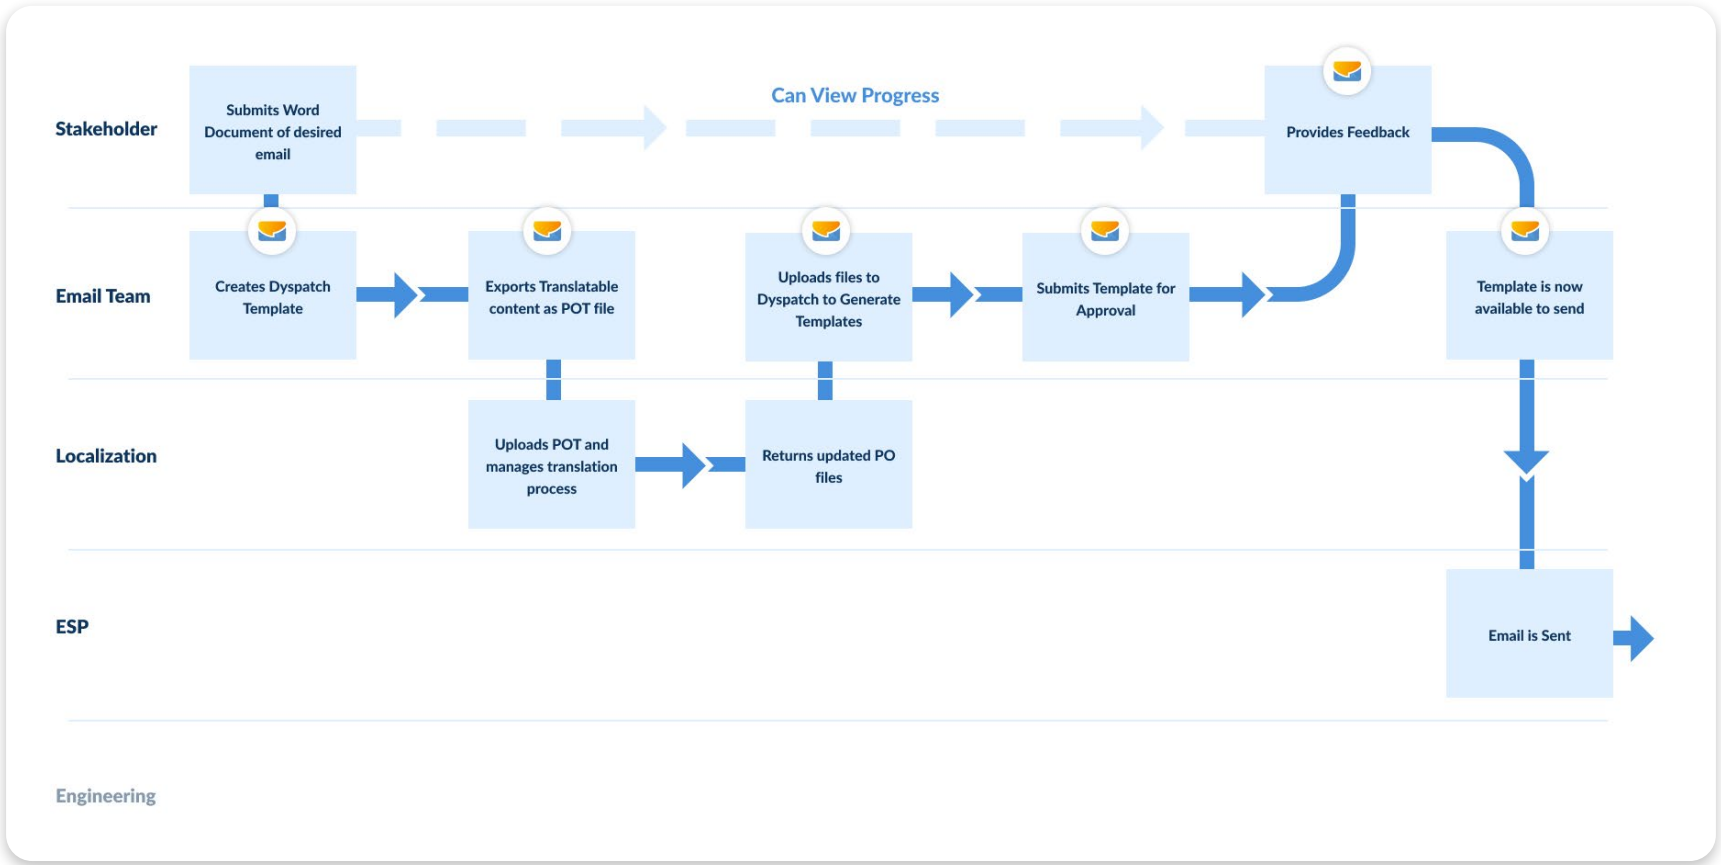 Can View Progress
Stakeholder
Submits Word
Document of desired
email
Provides Feedback
Email Team
Creates Dyspatch
Template
Exports Translatable
content as POT file
Uploads files to
Dyspatch to Generate
Templates
Submits Template for
Approval
Template is now
available to send
Localization
Uploads POT and
manages translation
process
Returns updated PO
files
ESP
Email is Sent
Engineering